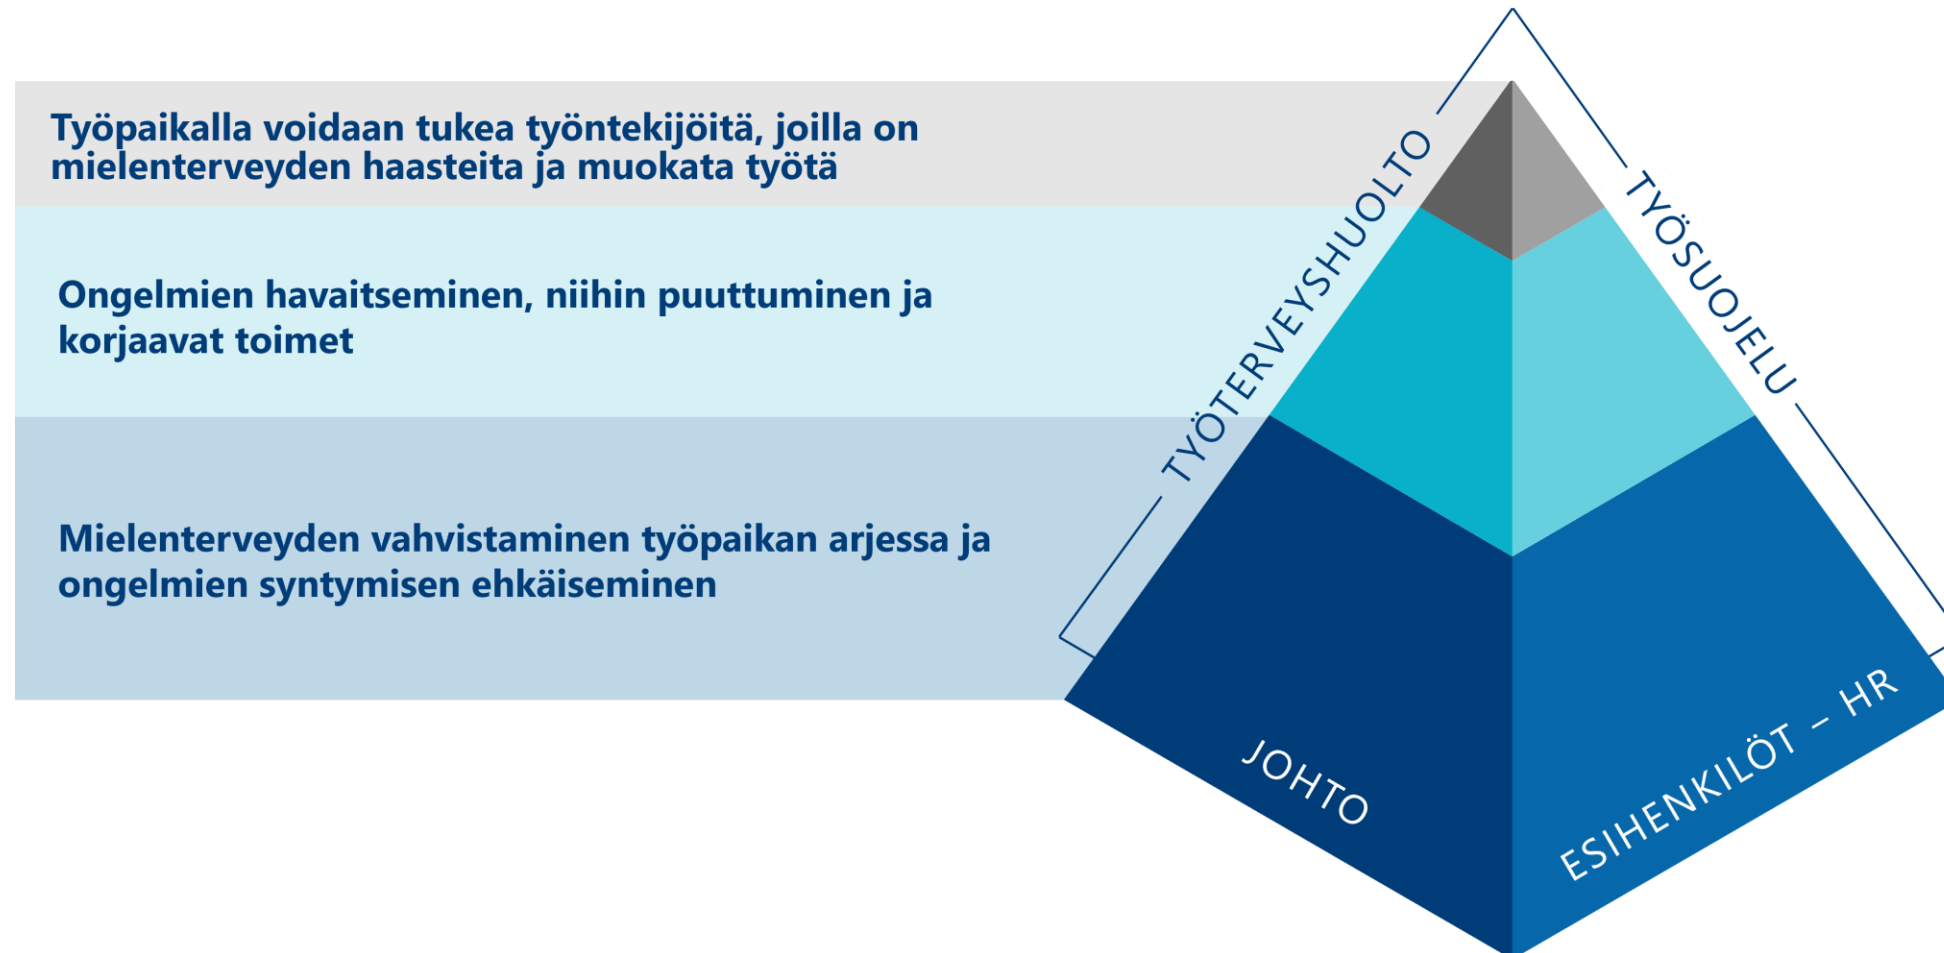 Työpaikalla voidaan tukea työntekijöitä, joilla on
mielenterveyden haasteita ja muokata työtä
Ongelmien havaitseminen, niihin puuttuminen ja
korjaavat toimet
Mielenterveyden vahvistaminen työpaikan arjessa ja
ongelmien syntymisen ehkäiseminen
TYÖTERVEYSHUOLTO
TYÖSUOJELU
JOHTO
ESIHENKILÖT – HR